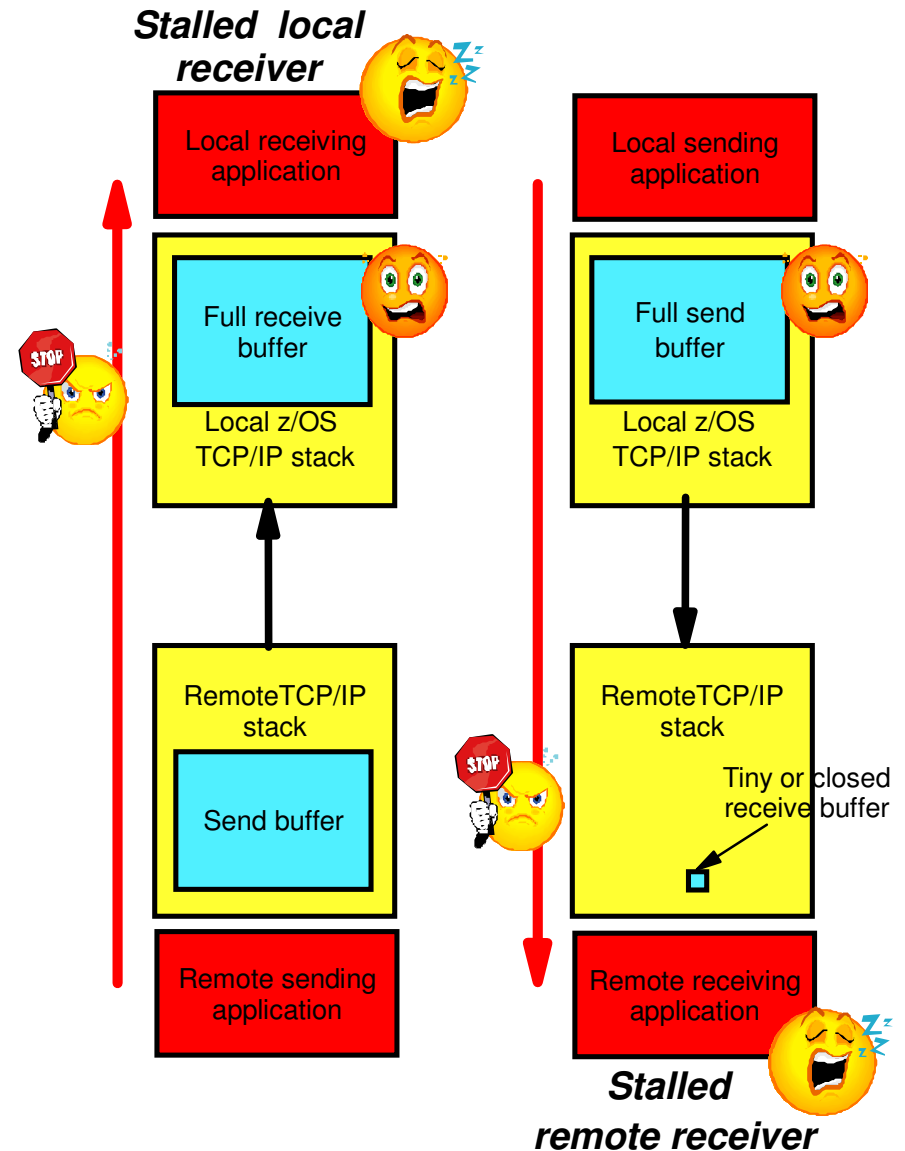 Stalled local
receiver
Local receiving
application
Full receive
buffer
Local z/OS
TCP/IP stack
STOP
RemoteTCP/IP
stack
Send buffer
Remote sending
application
Local sending
application
Full send
buffer
Local z/OS
TCP/IP stack
STOP
RemoteTCP/IP
stack
Tiny or closed
receive buffer
Remote receiving
application
Stalled
remote receiver
Z z
z Z
Z z
z Z